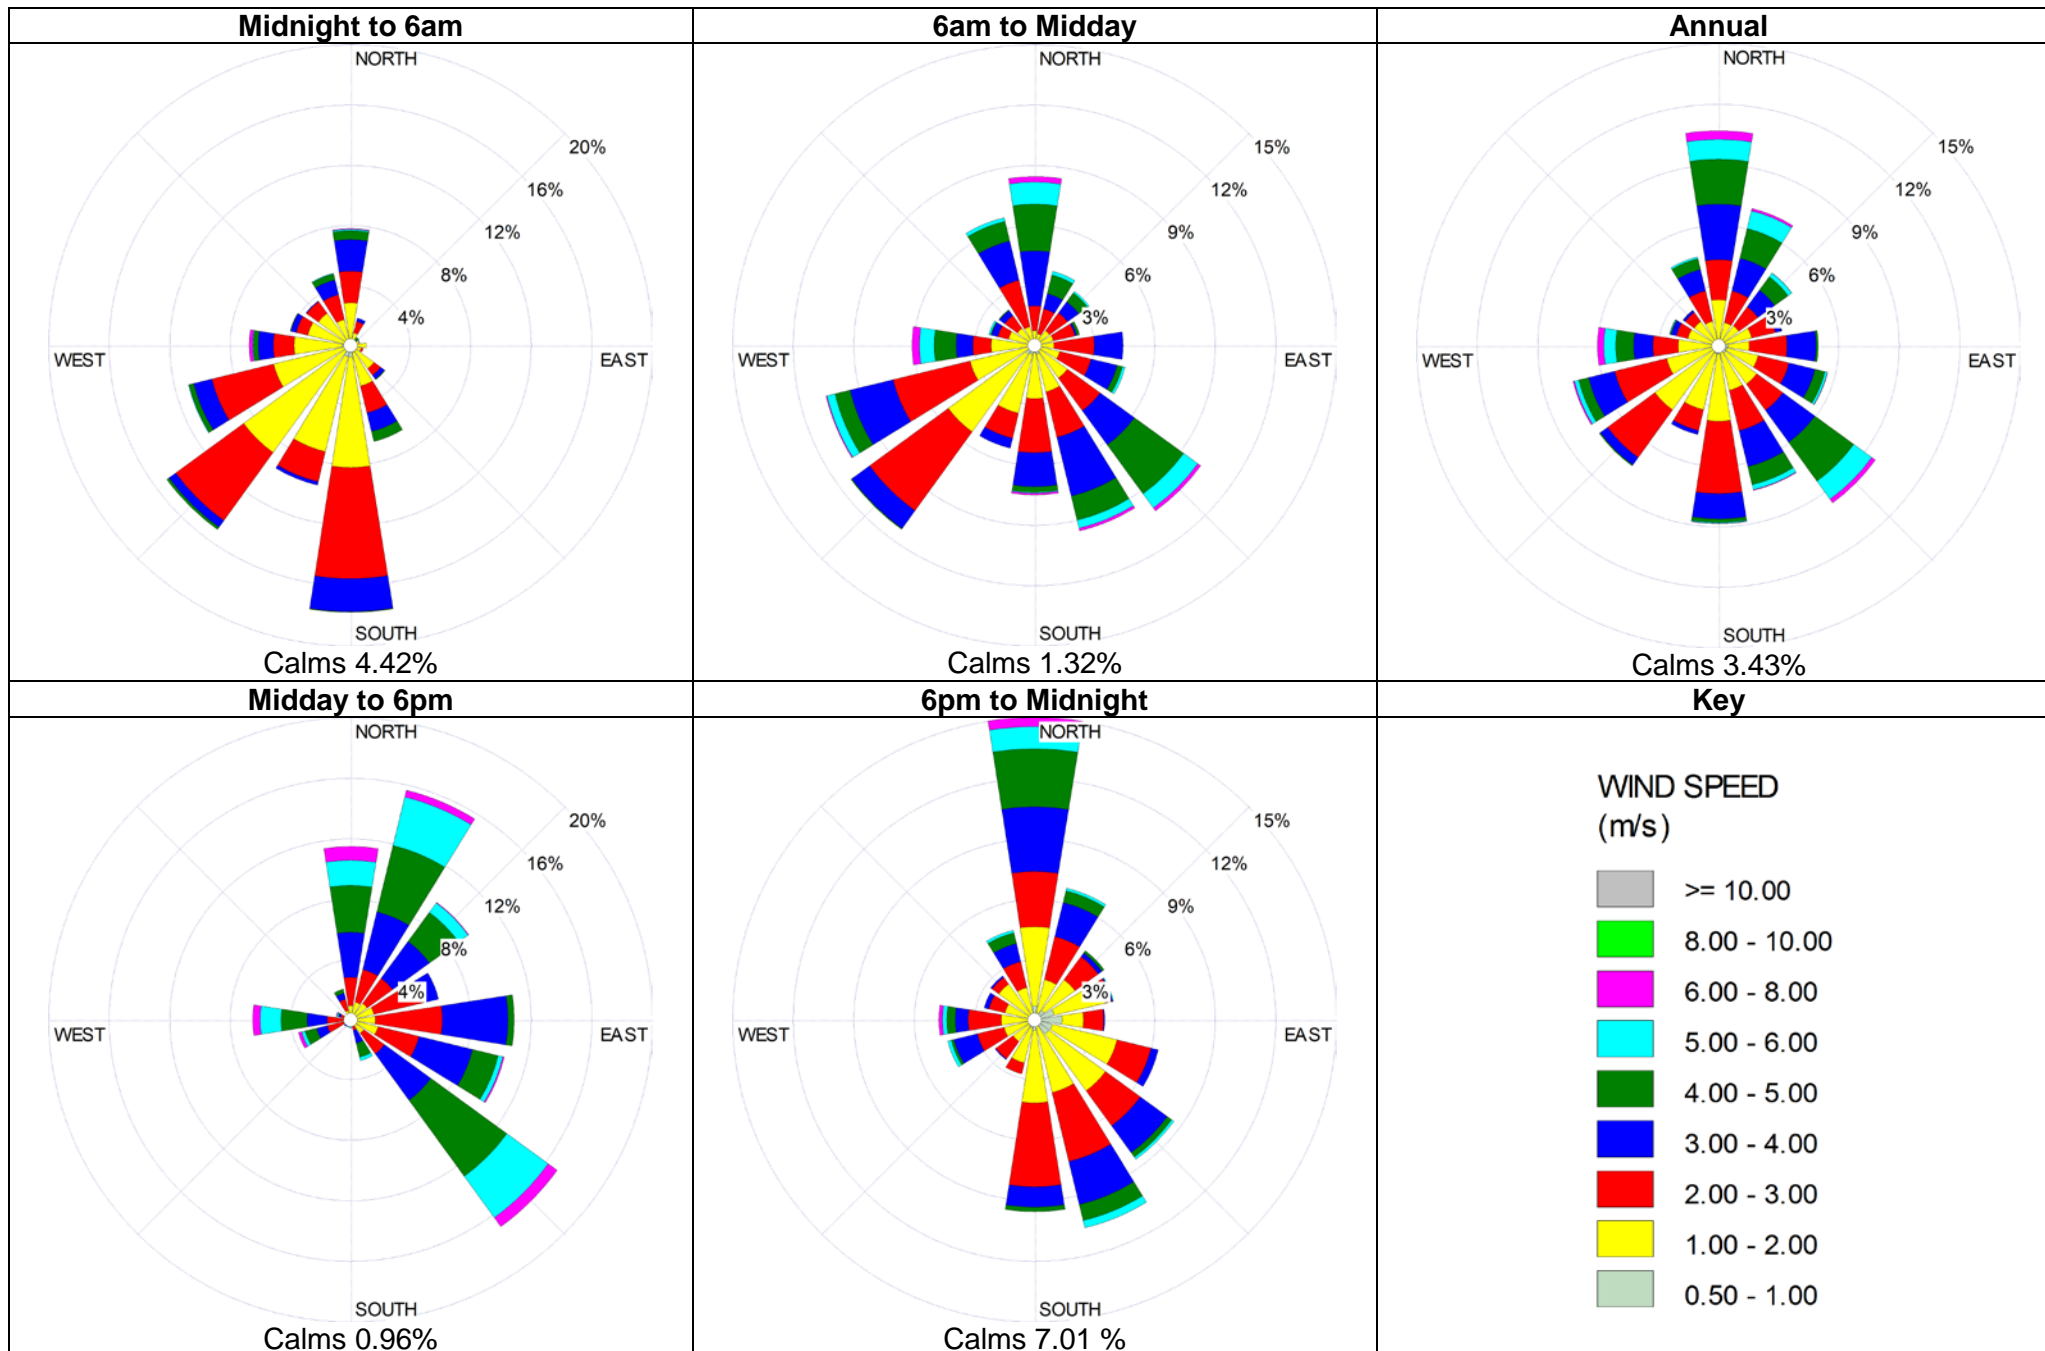 Midnight to 6am
6am to Midday
Annual
NORTH
20%
16%
12%
8%
4%
WEST
EAST
SOUTH
Calms 4.42%
NORTH
15%
12%
9%
6%
3%
WEST
EAST
SOUTH
Calms 1.32%
NORTH
15%
12%
9%
6%
3%
WEST
EAST
SOUTH
Calms 3.43%
Midday to 6pm
6pm to Midnight
Key
NORTH
20%
16%
12%
8%
4%
WEST
EAST
SOUTH
Calms 0.96%
NORTH
15%
12%
9%
6%
3%
WEST
EAST
SOUTH
Calms 7.01 %
WIND SPEED
(m/s)
>= 10.00
8.00 - 10.00
6.00 - 8.00
5.00 - 6.00
4.00 - 5.00
3.00 - 4.00
2.00 - 3.00
1.00 - 2.00
0.50 - 1.00